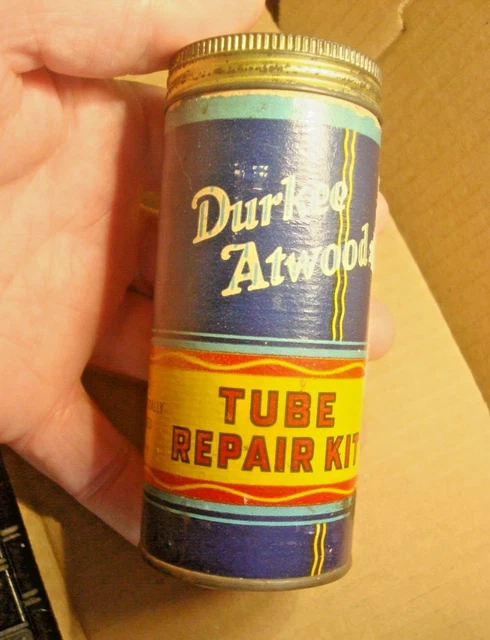 Durkee
Atwood
TUBE
REPAIR KIT